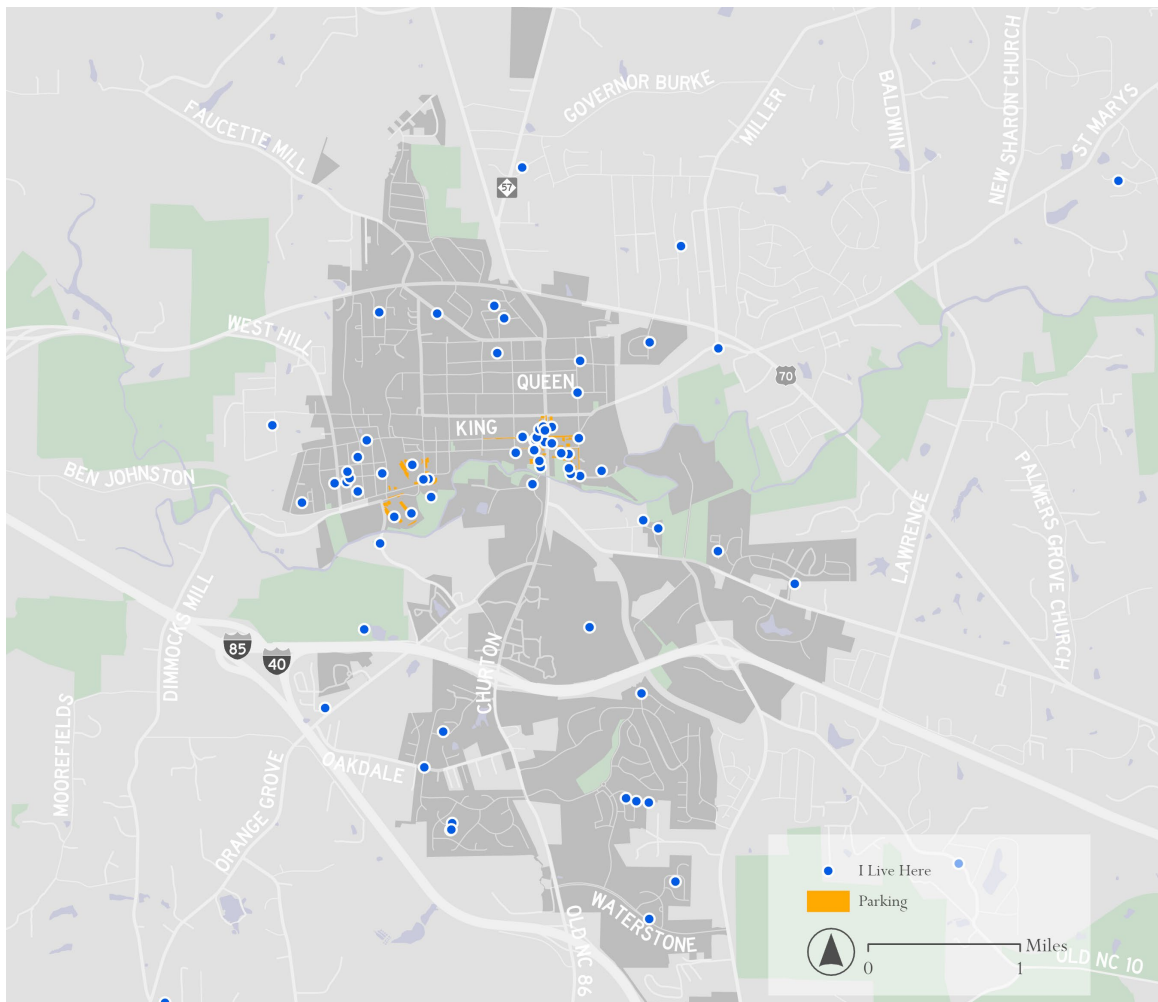 GOVERNOR BURKE
FAUCETTE MILL
MILLER
BALDWIN
NEW SHARON CHURCH
ST MARYS
57
WEST HILL
QUEEN
70
KING
BEN JOHNSTON
PALMERS GROVE CHURCH
LAWRENCE
DIMMOCKS MILL
85
40
CHURTON
MOOREFIELDS
OAKDALE
ORANGE GROVE
I Live Here
Parking
WATERSTONE
OLD NC 86
Miles
0
1
OLD NC 10